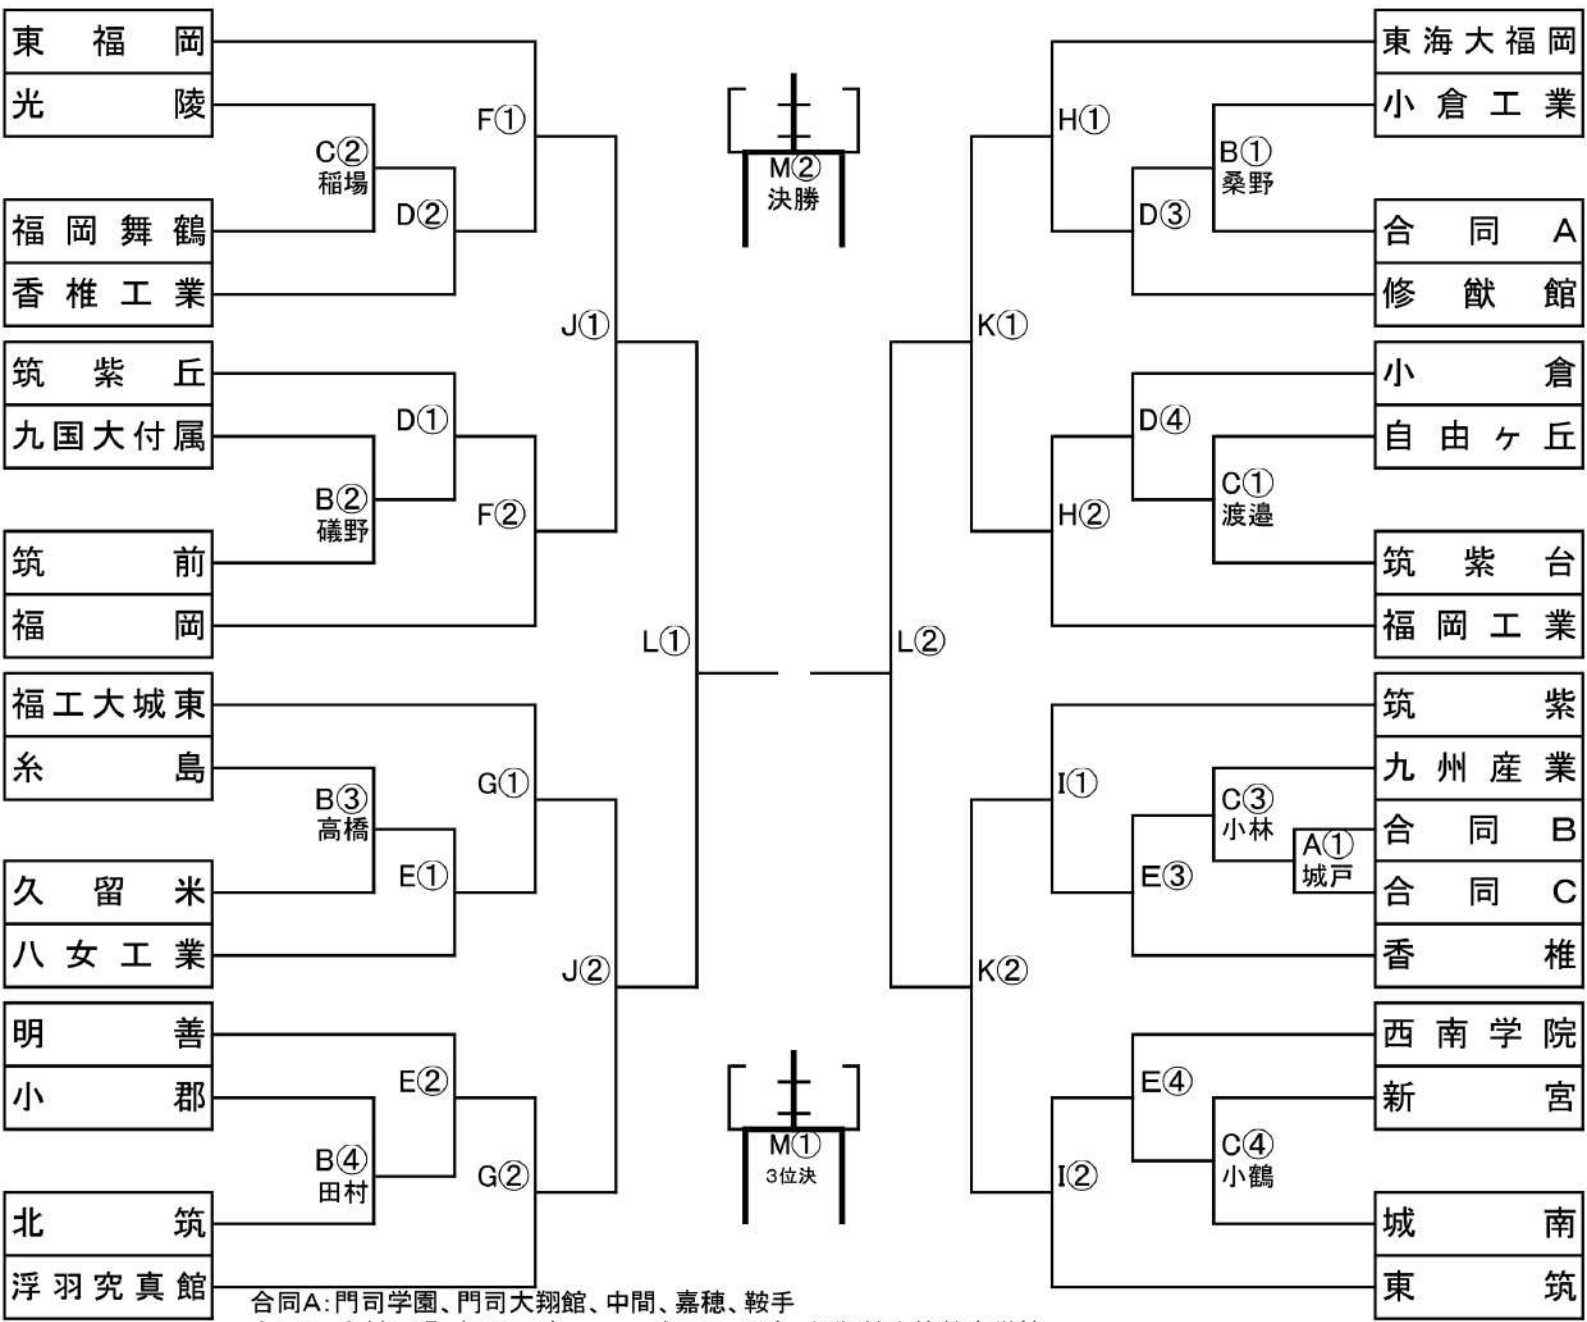 東福岡
光陵
福岡舞鶴
香椎工業
筑紫丘
九国大付属
筑前
福岡
福工大城東
糸島
久留米
八女工業
明善
小郡
北筑
浮羽究真館
C②
稲場
B②
礒野
B③
高橋
B④
田村
D②
D①
E①
E②
F①
F②
G①
G②
J①
J②
L①
M②
決勝
M①
3位決
L②
K①
K②
H①
H②
I①
I②
D③
D④
E③
E④
B①
桑野
C①
渡邉
C③
小林
A①
城戸
C④
小鶴
東海大福岡
小倉工業
合同A
修猷館
小倉
自由ヶ丘
筑紫台
福岡工業
筑紫
九州産業
合同B
合同C
香椎
西南学院
新宮
城南
東筑
合同A:門司学園、門司大翔館、中間、嘉穂、鞍手